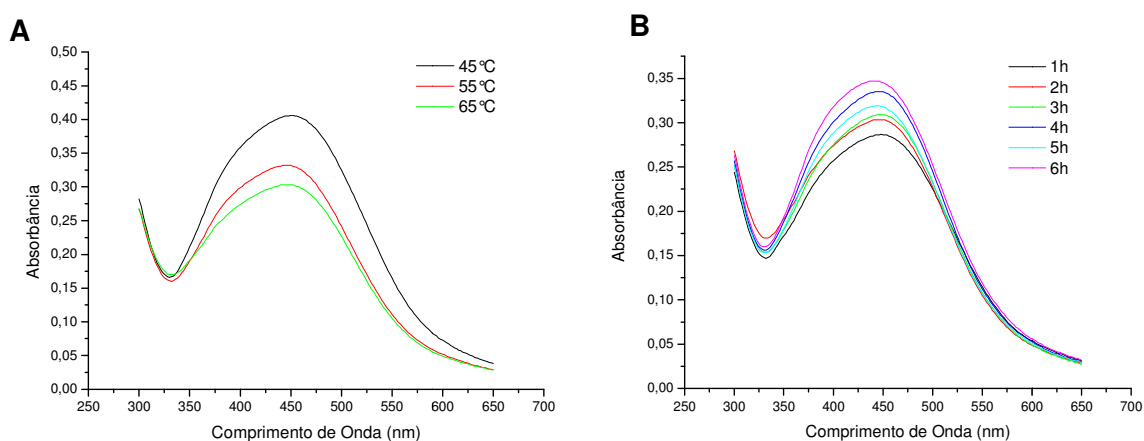 A
0,50
0,45
0,40
0,35
0,30
0,25
0,20
0,15
0,10
0,05
0,00
Absorbância
45°C
55°C
65°C
250 300 350 400 450 500 550 600 650 700
Comprimento de Onda (nm)
B
0,35
0,30
0,25
0,20
0,15
0,10
0,05
0,00
Absorbância
1h
2h
3h
4h
5h
6h
250 300 350 400 450 500 550 600 650 700
Comprimento de Onda (nm)